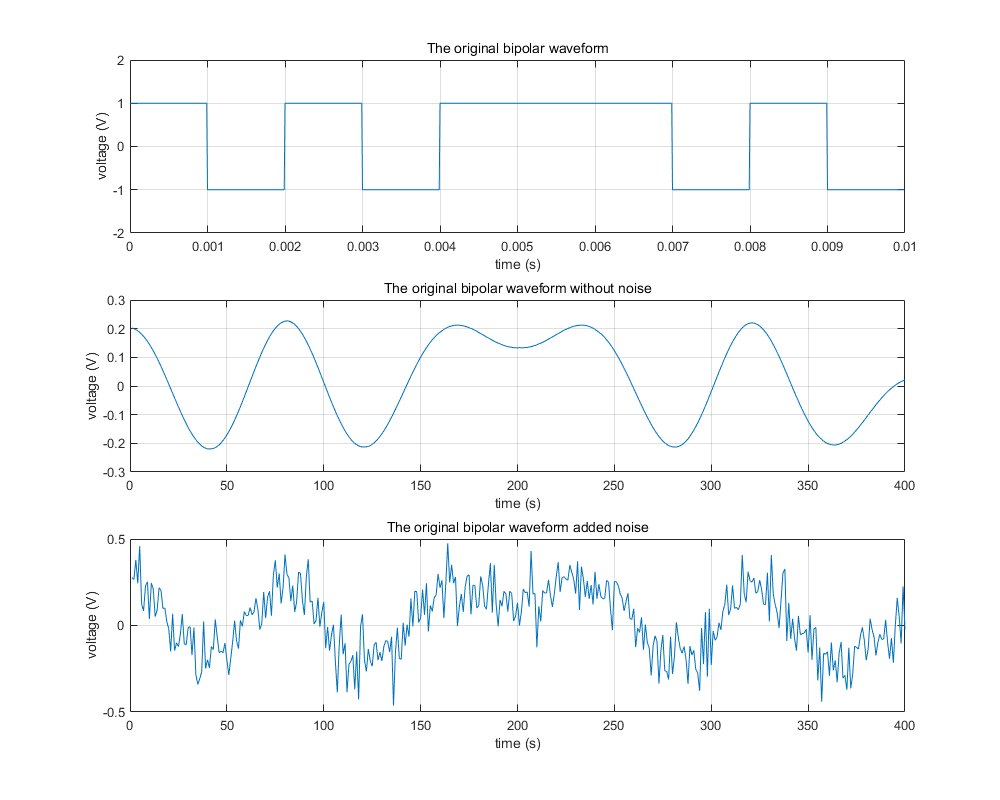 The original bipolar waveform
voltage (V)
2
1
0
-1
-2
0 0.001 0.002 0.003 0.004 0.005 0.006 0.007 0.008 0.009 0.01
time (s)
The original bipolar waveform without noise
voltage (V)
0.3
0.2
0.1
0
-0.1
-0.2
-0.3
0 50 100 150 200 250 300 350 400
time (s)
The original bipolar waveform added noise
voltage (V)
0.5
0
-0.5
0 50 100 150 200 250 300 350 400
time (s)